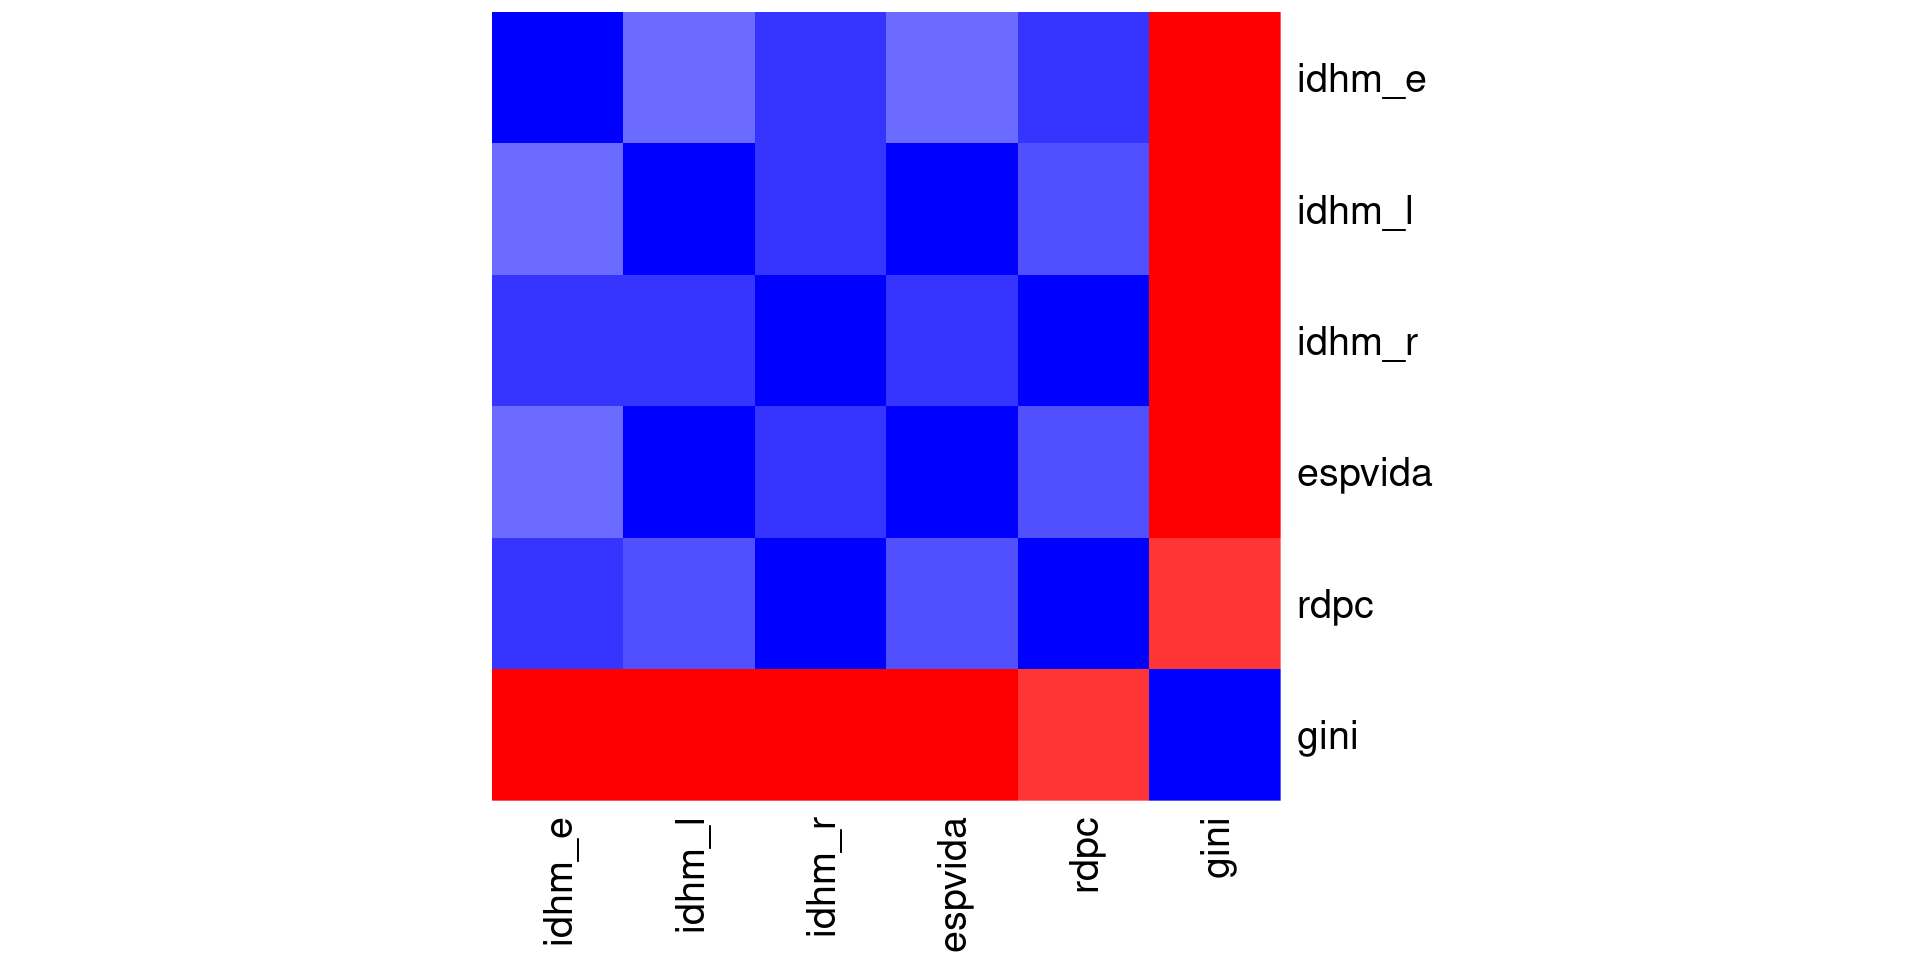 idhm_e
idhm_l
idhm_r
espvida
rdpc
gini
idhm_e
idhm_l
idhm_r
espvida
rdpc
gini